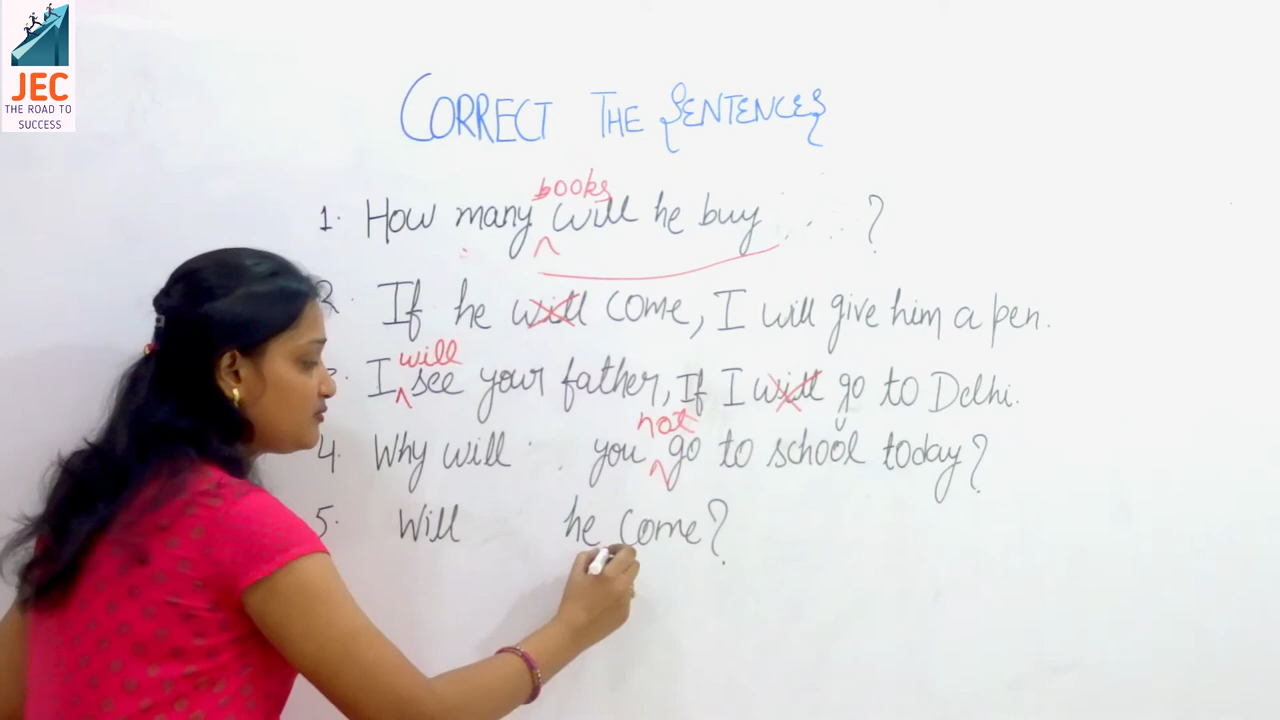 JEC
THE ROAD TO
SUCCESS
CORRECT THE SENTENCES
books
1. How many ^ will he buy ?
2. If he will come, I will give him a pen.
will
I ^ see your father, If I will go to Delhi.
not
4. Why will you ^ go to school today?
5. Will he come?